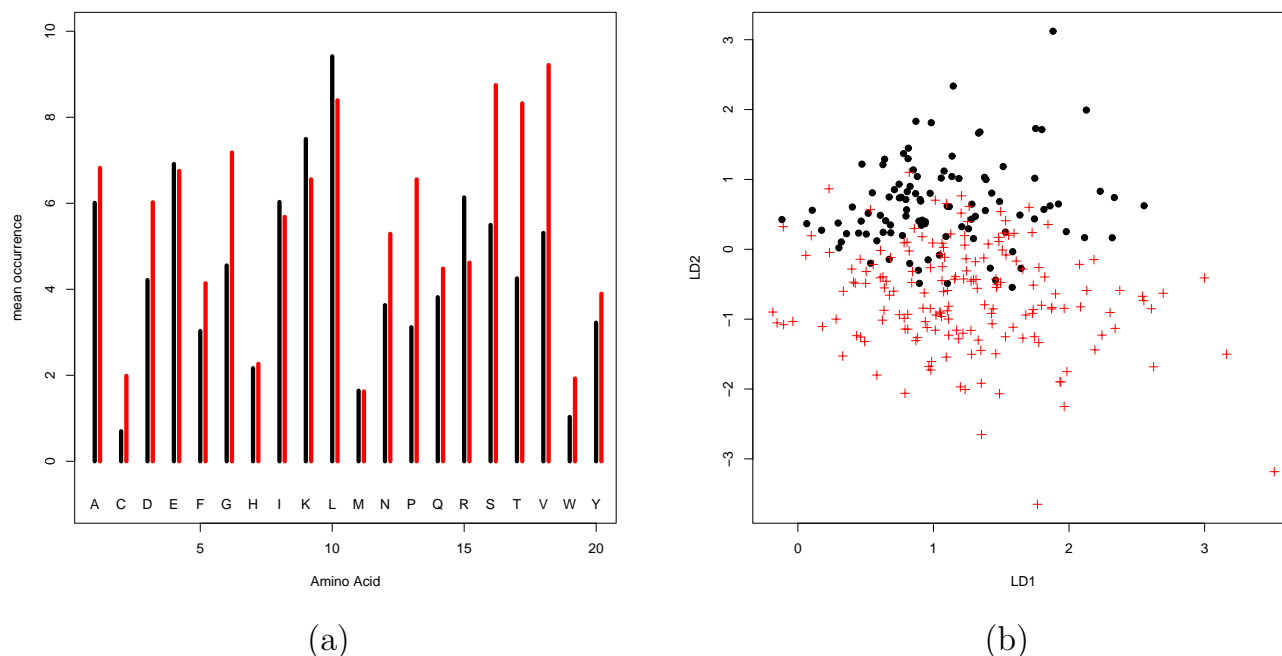 10
8
6
4
2
0
mean occurrence
A C D E F G H I K L M N P Q R S T V W Y
5 10 15 20
Amino Acid
(a)
3
2
1
0
−1
−2
−3
LD2
0 1 2 3
LD1
(b)